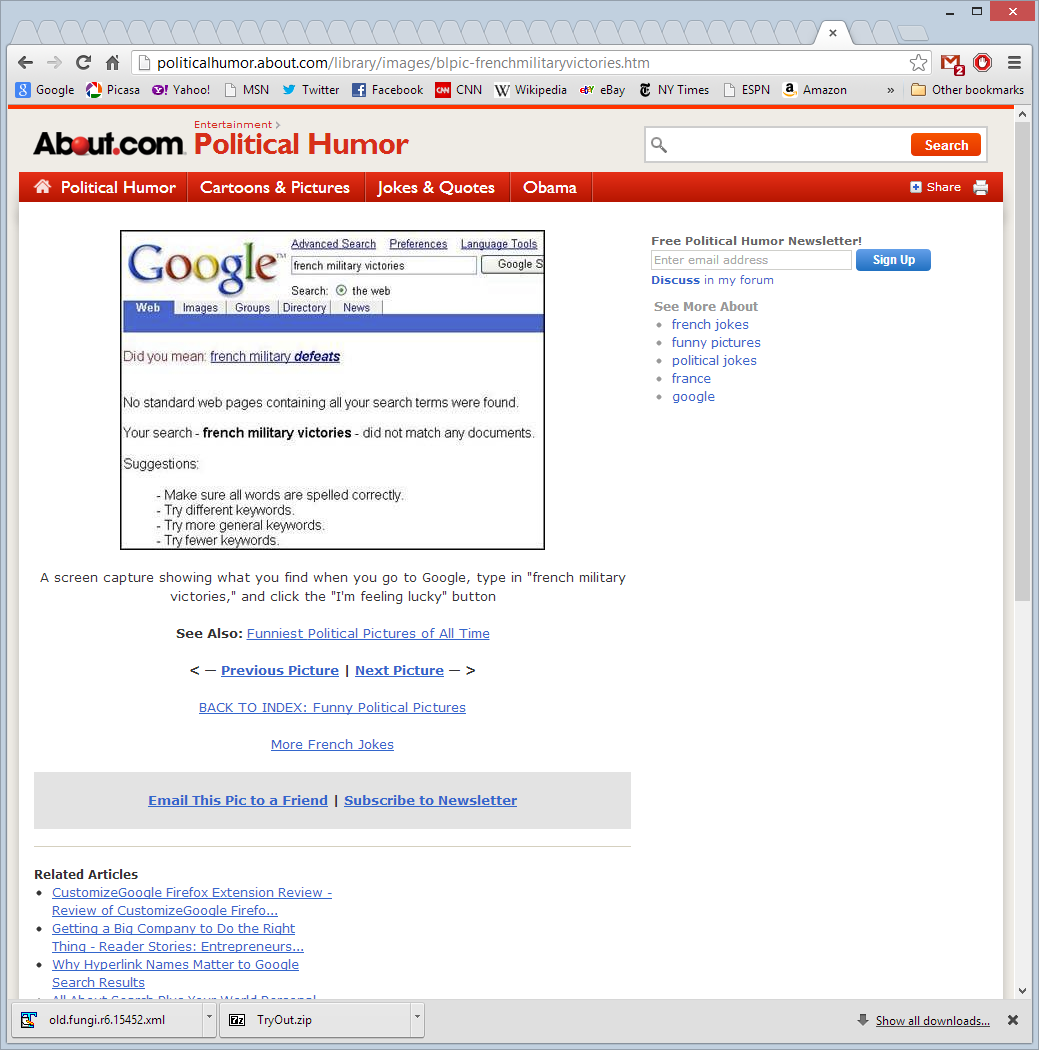 politicalhumor.about.com/library/images/blpic-frenchmilitaryvictories.htm
2
Google Picasa Yahoo! MSN Twitter Facebook CNN Wikipedia eBay NY Times ESPN Amazon » Other bookmarks
Entertainment >
About.com Political Humor
Search
Political Humor Cartoons & Pictures Jokes & Quotes Obama Share
Google™
Advanced Search Preferences Language Tools
french military victories Google S
Search: the web
Web Images Groups Directory News
Did you mean: french military defeats
No standard web pages containing all your search terms were found.
Your search - french military victories - did not match any documents.
Suggestions:
- Make sure all words are spelled correctly.
- Try different keywords.
- Try more general keywords.
- Try fewer keywords.
A screen capture showing what you find when you go to Google, type in "french military
victories," and click the "I'm feeling lucky" button
See Also: Funniest Political Pictures of All Time
< — Previous Picture | Next Picture — >
BACK TO INDEX: Funny Political Pictures
More French Jokes
Email This Pic to a Friend | Subscribe to Newsletter
Related Articles
CustomizeGoogle Firefox Extension Review -
Review of CustomizeGoogle Firefo...
Getting a Big Company to Do the Right
Thing - Reader Stories: Entrepreneurs...
Why Hyperlink Names Matter to Google
Search Results
All About Search Plus Your World Personal
Free Political Humor Newsletter!
Enter email address Sign Up
Discuss in my forum
See More About
french jokes
funny pictures
political jokes
france
google
old.fungi.r6.15452.xml TryOut.zip Show all downloads...